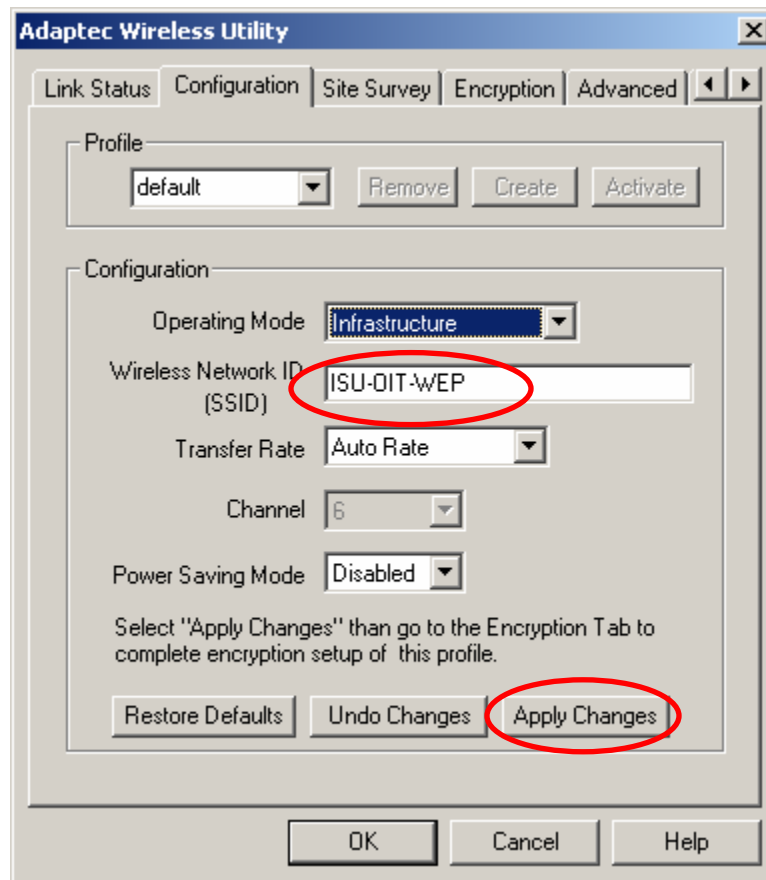 Adaptec Wireless Utility
Link Status Configuration Site Survey Encryption Advanced
Profile
default Remove Create Activate
Configuration
Operating Mode Infrastructure
Wireless Network ID
(SSID) ISU-OIT-WEP
Transfer Rate Auto Rate
Channel 6
Power Saving Mode Disabled
Select "Apply Changes" than go to the Encryption Tab to
complete encryption setup of this profile.
Restore Defaults Undo Changes Apply Changes
OK Cancel Help